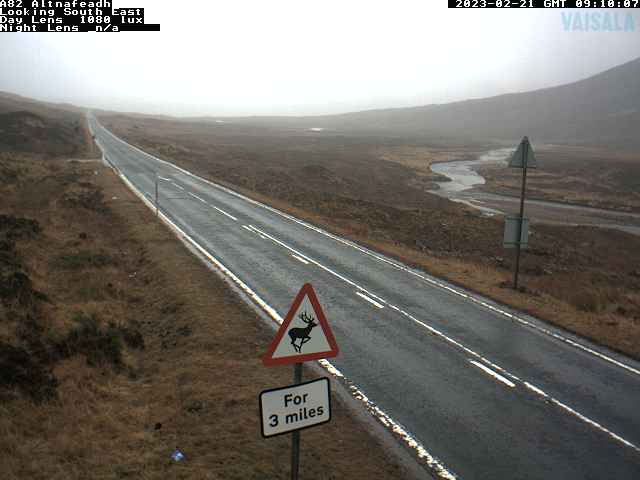 A82 Altnafeadh
Looking South East
Day Lens  1080 lux
Night Lens  n/a
2023-02-21 GMT 09:10:07
VAISALA
For
3 miles